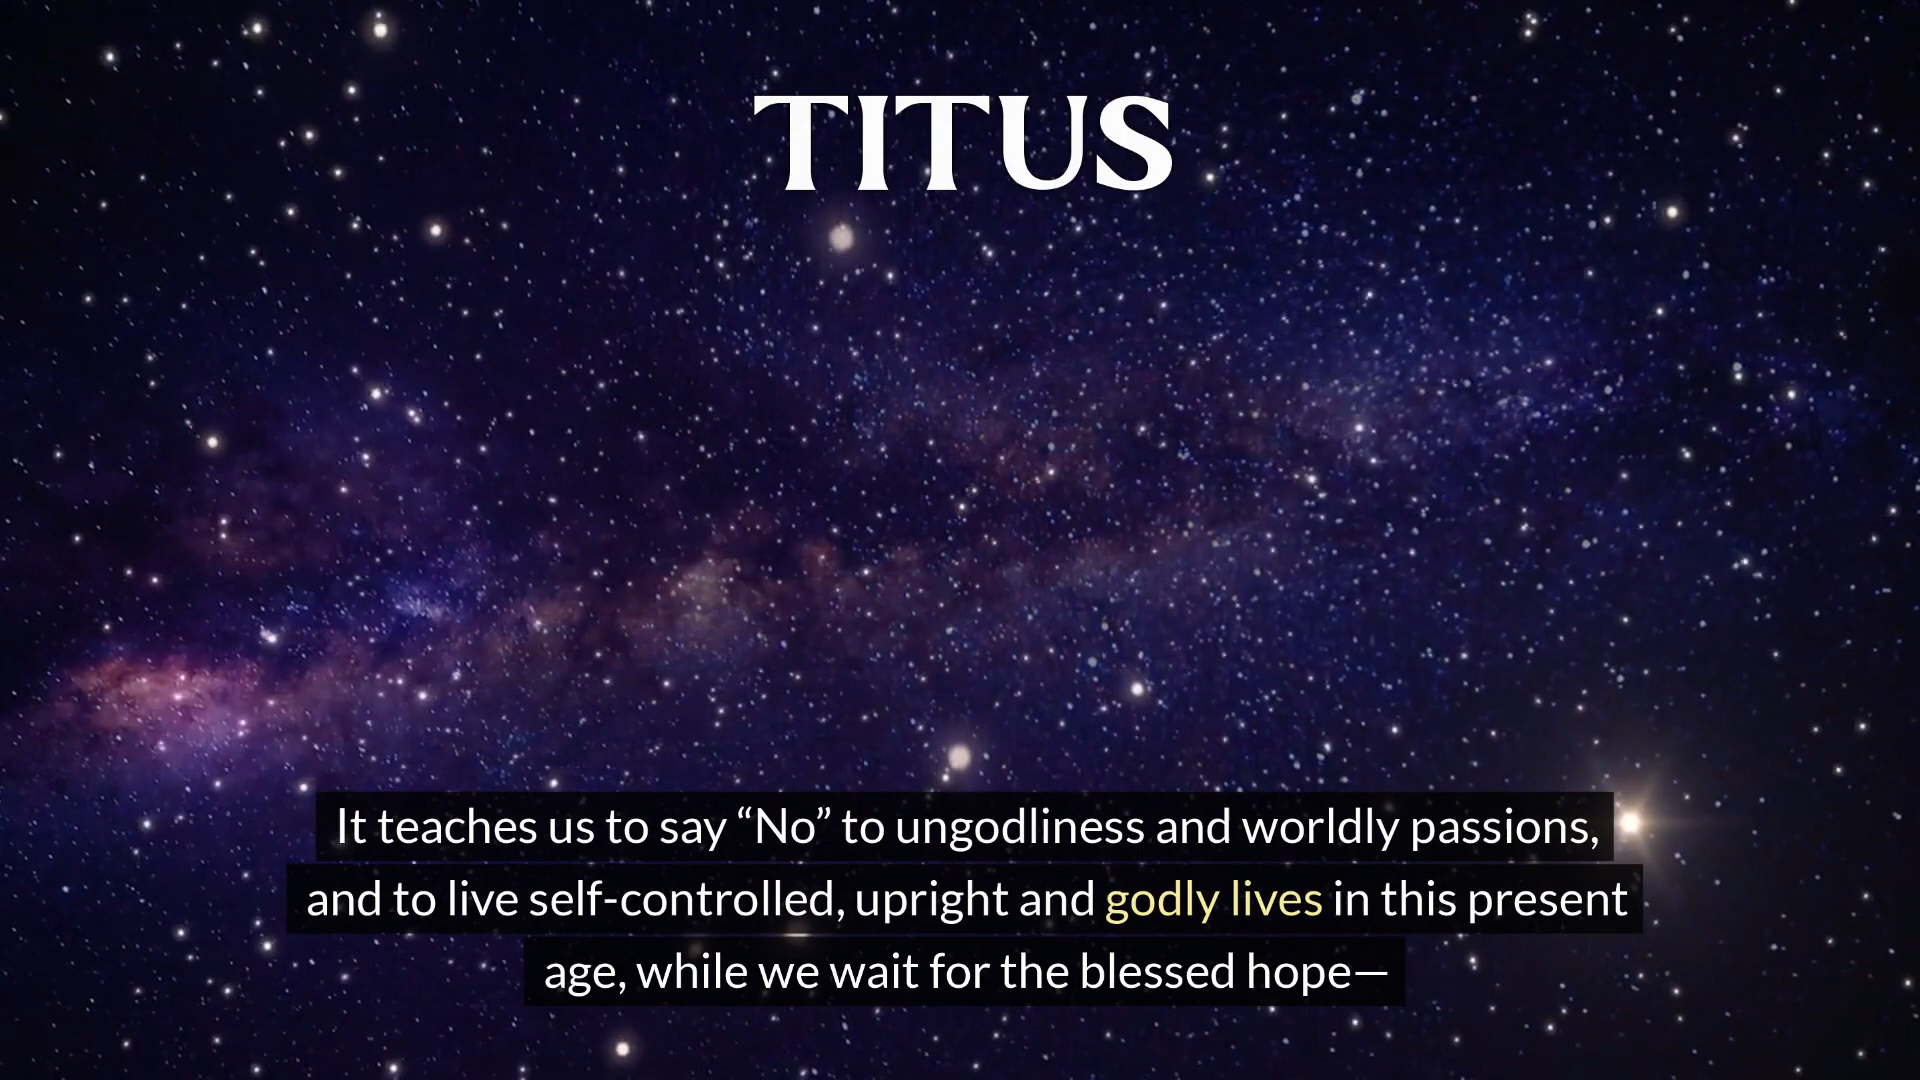 TITUS
It teaches us to say “No” to ungodliness and worldly passions,
and to live self-controlled, upright and godly lives in this present
age, while we wait for the blessed hope—